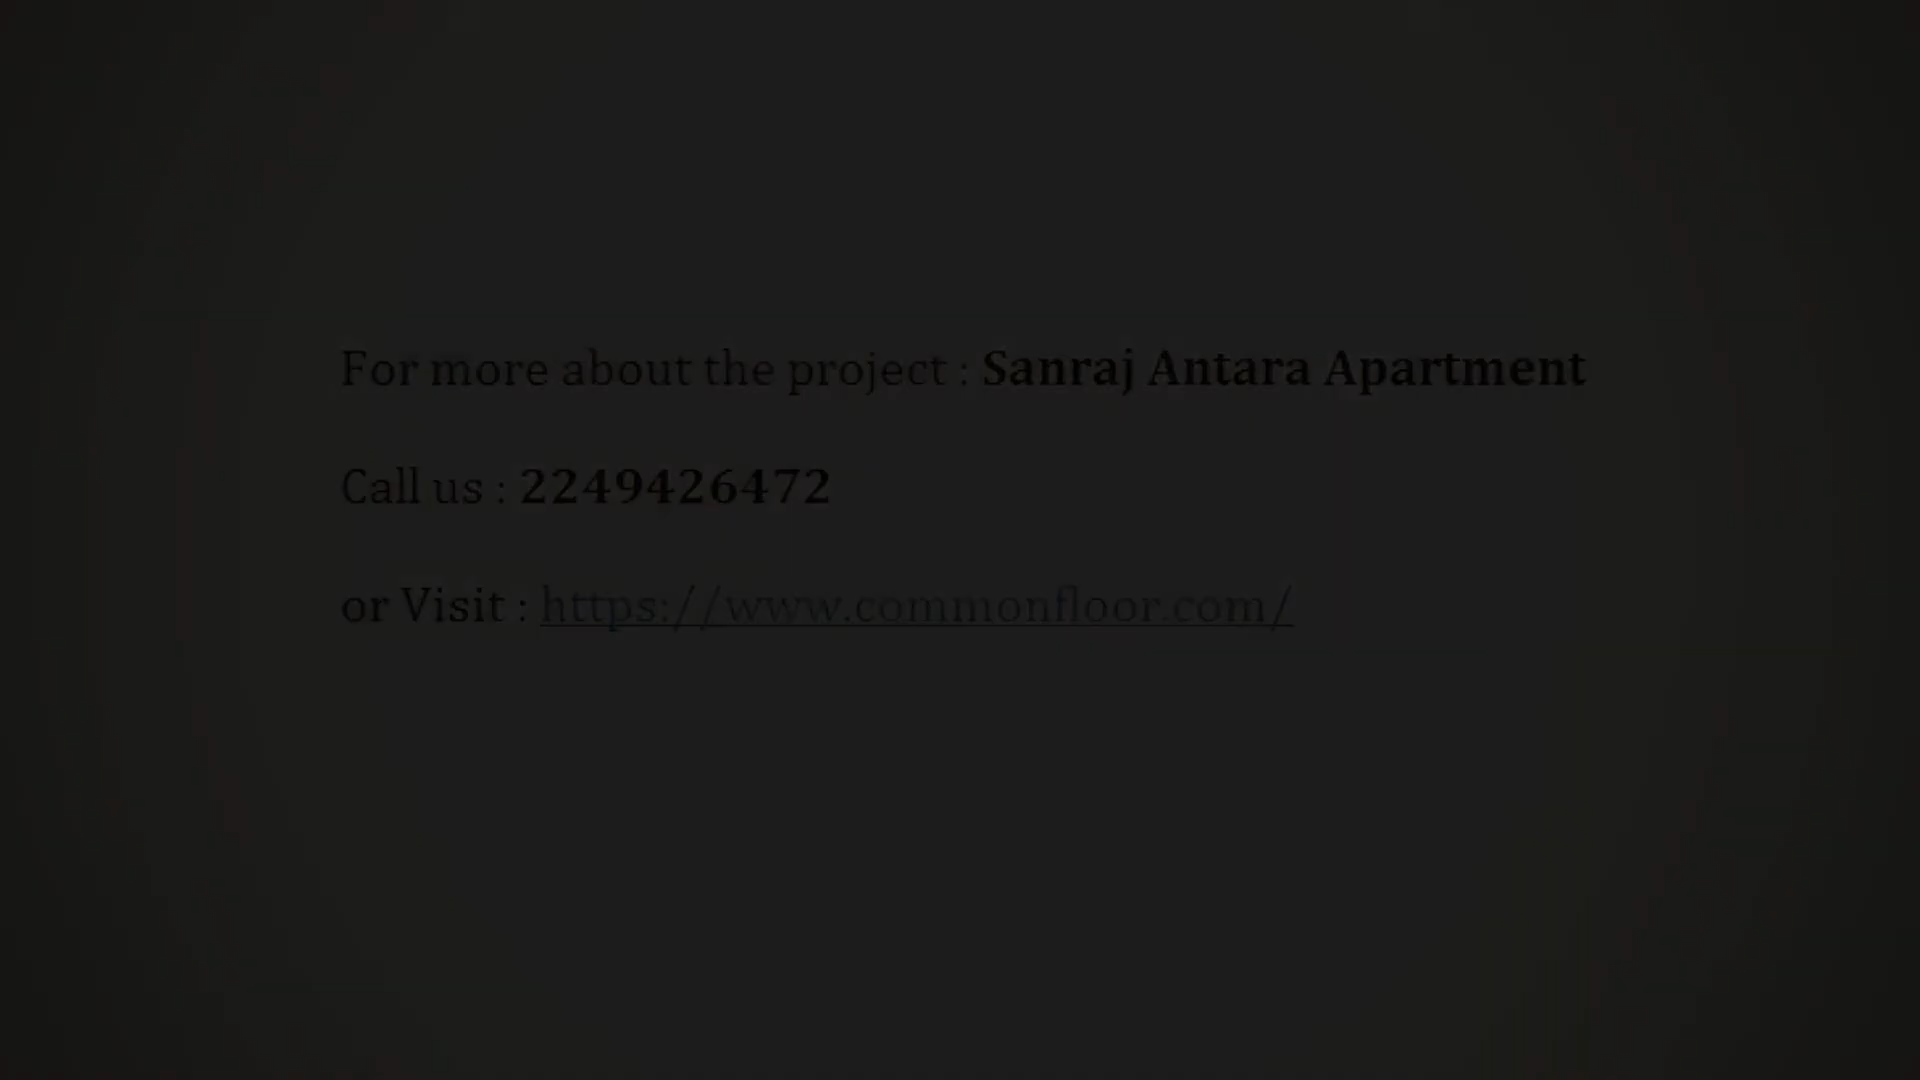 For more about the project : Sanraj Antara Apartment
Call us : 2249426472
or Visit : https://www.commonfloor.com/